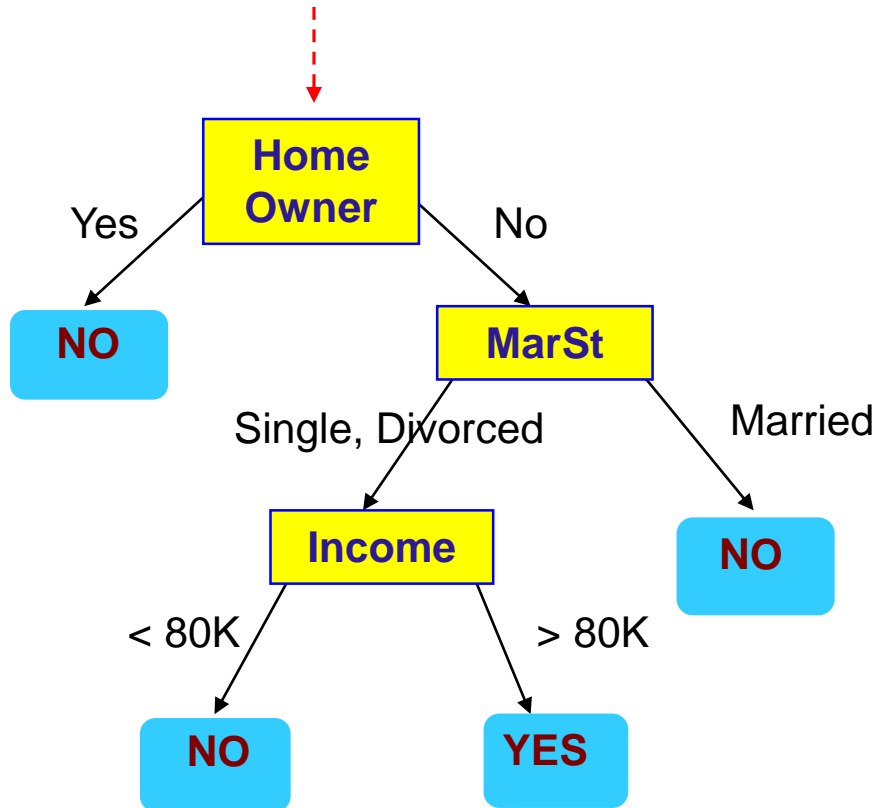 Home
Owner
Yes
No
NO
MarSt
Single, Divorced
Married
Income
NO
< 80K
> 80K
NO
YES